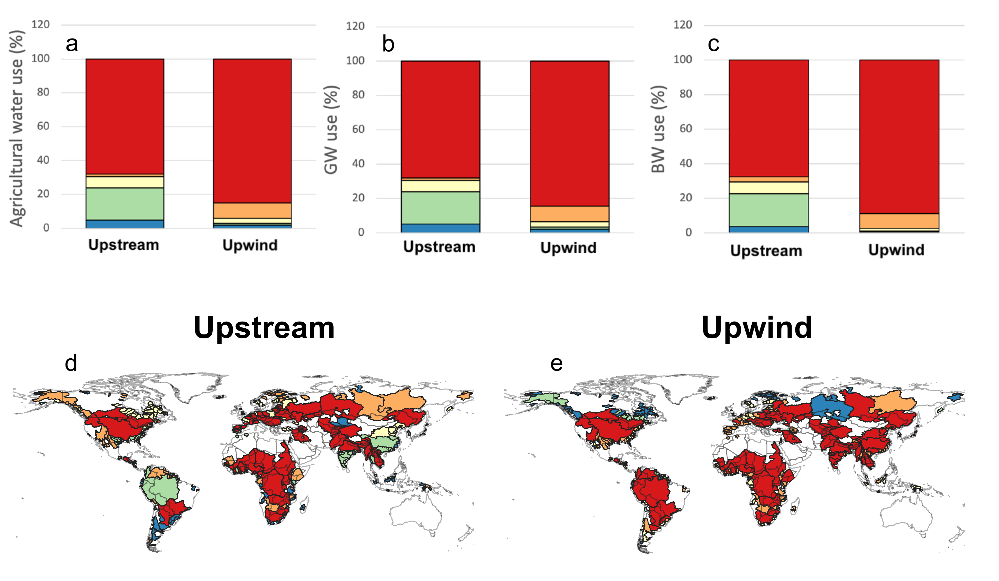 Agricultural water use (%)
a
120
100
80
60
40
20
0
Upstream
Upwind
GW use (%)
b
120
100
80
60
40
20
0
Upstream
Upwind
BW use (%)
c
120
100
80
60
40
20
0
Upstream
Upwind
Upstream
Upwind
d
e